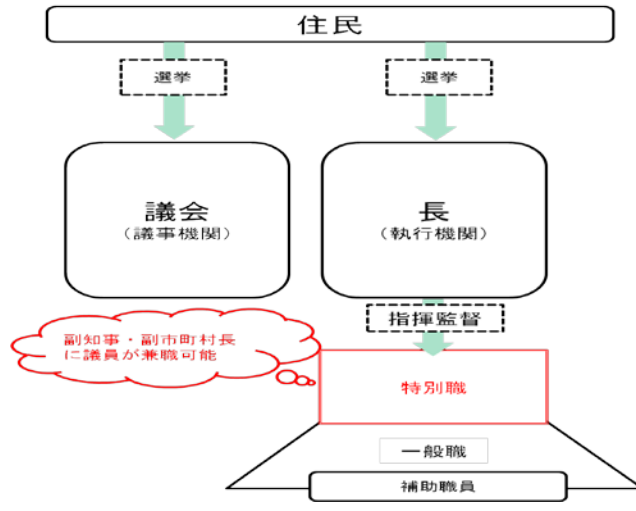 住民
選挙
選挙
議会
（議事機関）
長
（執行機関）
指揮監督
副知事・副市町村長
に議員が兼職可能
特別職
一般職
補助職員